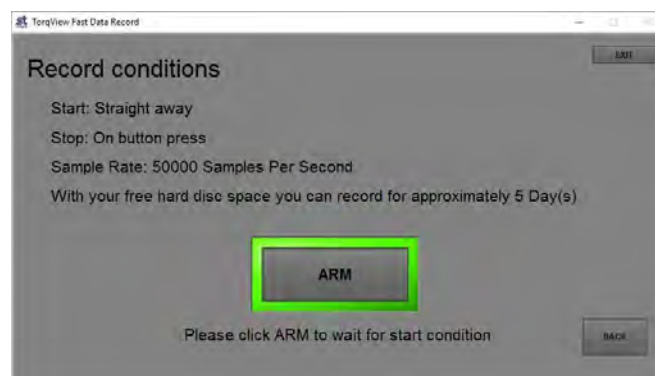 TorqView Fast Data Record
EXIT
Record conditions
Start: Straight away
Stop: On button press
Sample Rate: 50000 Samples Per Second
With your free hard disc space you can record for approximately 5 Day(s)
ARM
Please click ARM to wait for start condition
BACK